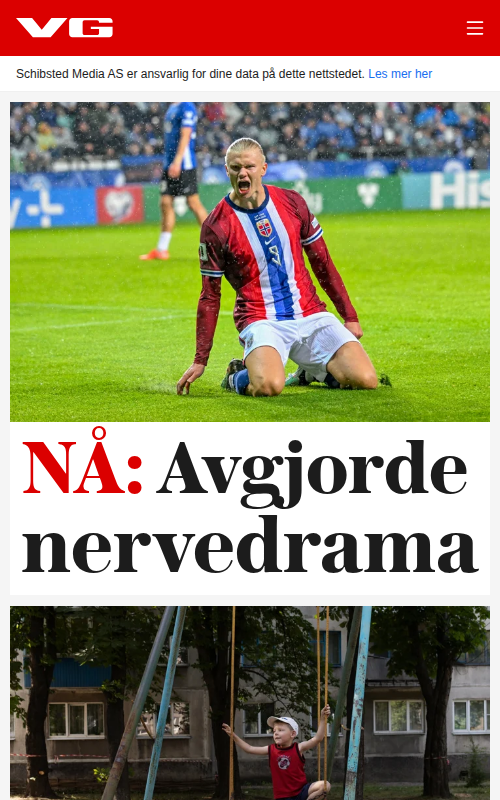 VG
Schibsted Media AS er ansvarlig for dine data på dette nettstedet. Les mer her
NÅ: Avgjorde
nervedrama